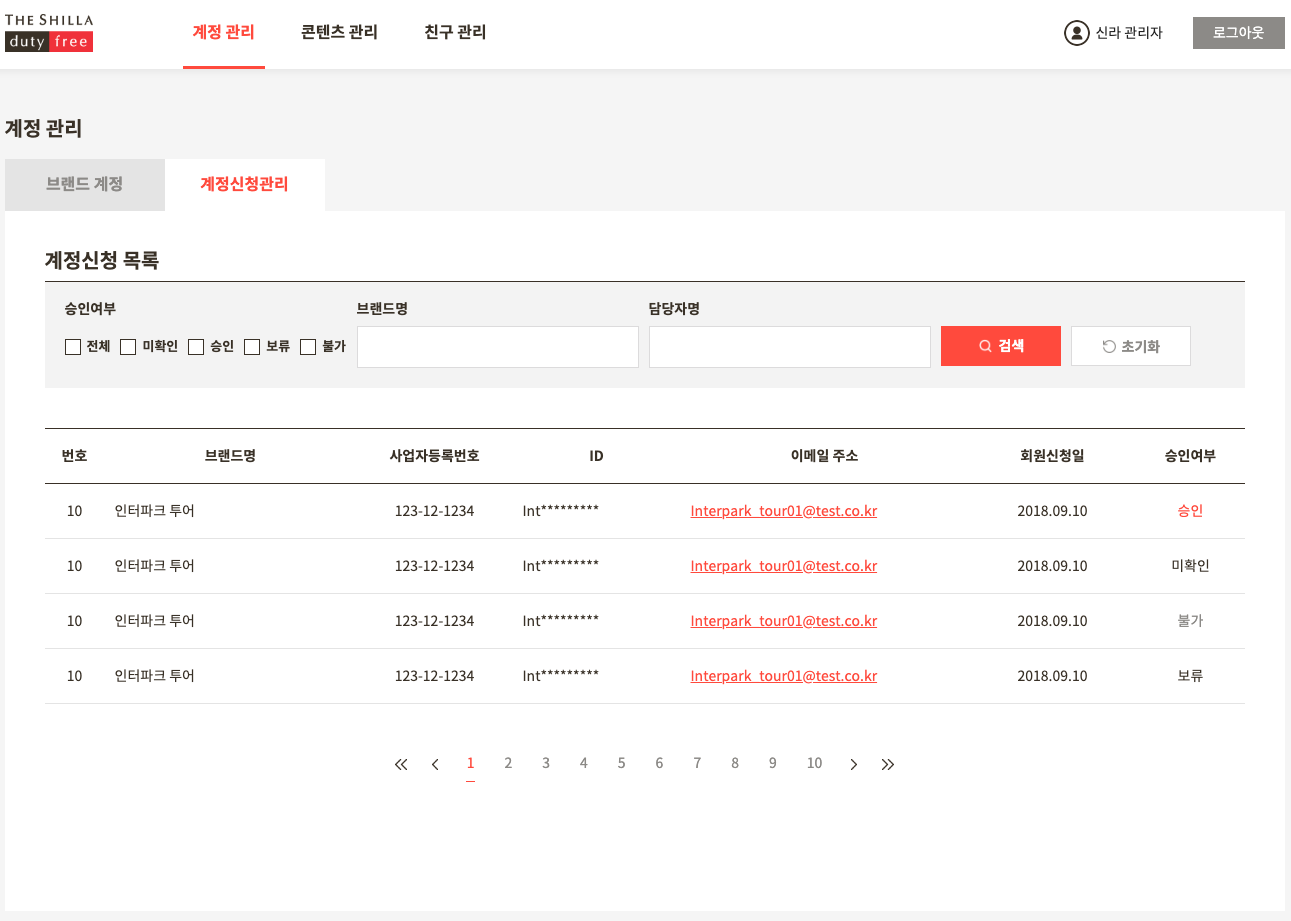 THE SHILLA
duty free
계정 관리 콘텐츠 관리 친구 관리 신라 관리자 로그아웃
계정 관리
브랜드 계정 계정신청관리
계정신청 목록
승인여부 브랜드명 담당자명
전체 미확인 승인 보류 불가 검색 초기화
번호 브랜드명 사업자등록번호 ID 이메일 주소 회원신청일 승인여부
10 인터파크 투어 123-12-1234 Int********* Interpark_tour01@test.co.kr 2018.09.10 승인
10 인터파크 투어 123-12-1234 Int********* Interpark_tour01@test.co.kr 2018.09.10 미확인
10 인터파크 투어 123-12-1234 Int********* Interpark_tour01@test.co.kr 2018.09.10 불가
10 인터파크 투어 123-12-1234 Int********* Interpark_tour01@test.co.kr 2018.09.10 보류
1 2 3 4 5 6 7 8 9 10